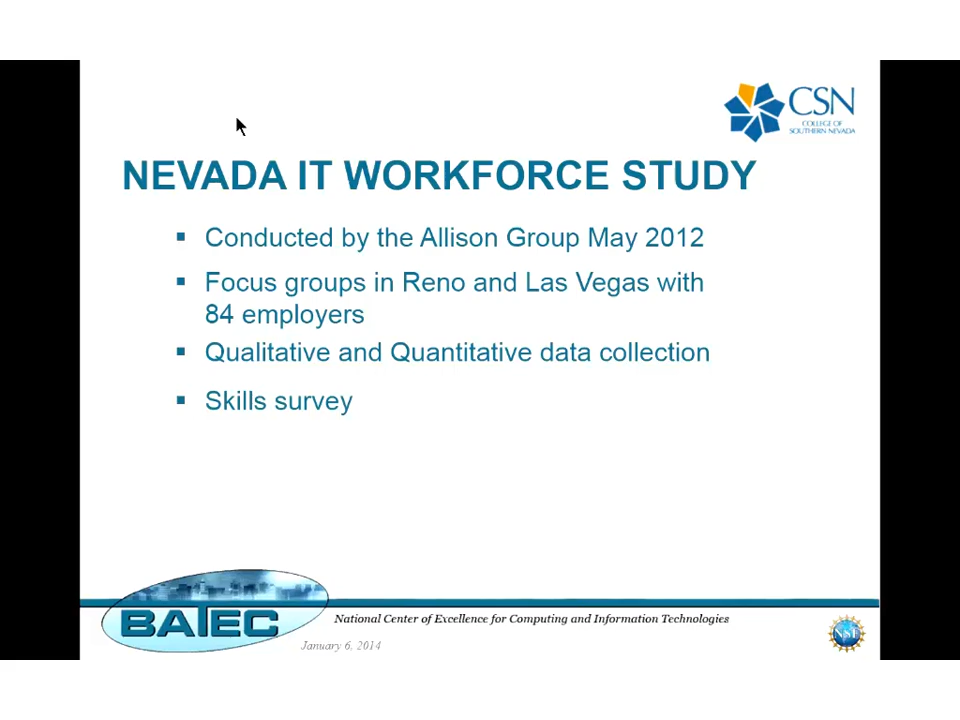 CSN
COLLEGE OF
SOUTHERN NEVADA
NEVADA IT WORKFORCE STUDY
▪ Conducted by the Allison Group May 2012
▪ Focus groups in Reno and Las Vegas with
84 employers
▪ Qualitative and Quantitative data collection
▪ Skills survey
BATEC
National Center of Excellence for Computing and Information Technologies
January 6, 2014
NSF